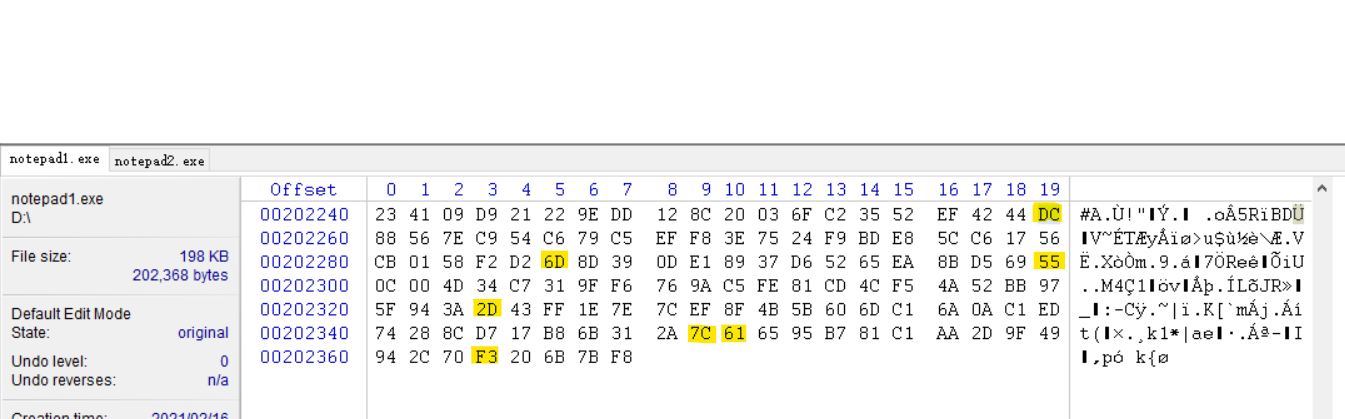 notepad1.exe notepad2.exe
notepad1.exe
D:\
File size: 198 KB
202,368 bytes
Default Edit Mode
State: original
Undo level: 0
Undo reverses: n/a
Creation time: 2021/02/16
Offset 0 1 2 3 4 5 6 7 8 9 10 11 12 13 14 15 16 17 18 19
00202240 23 41 09 D9 21 22 9E DD 12 8C 20 03 6F C2 35 52 EF 42 44 DC #A.Ù!"▮Ý.▮ .oÂ5RïBDÜ
00202260 88 56 7E C9 54 C6 79 C5 EF F8 3E 75 24 F9 BD E8 5C C6 17 56 ▮V~ÉTÆyÅïø>u$ù½è\Æ.V
00202280 CB 01 58 F2 D2 6D 8D 39 0D E1 89 37 D6 52 65 EA 8B D5 69 55 Ë.XòÒm.9.á▮7ÖReê▮ÕiU
00202300 0C 00 4D 34 C7 31 9F F6 76 9A C5 FE 81 CD 4C F5 4A 52 BB 97 ..M4Ç1▮öv▮Åþ.ÍLõJR»▮
00202320 5F 94 3A 2D 43 FF 1E 7E 7C EF 8F 4B 5B 60 6D C1 6A 0A C1 ED _▮:-Cÿ.~|ï.K[`mÁj.Áí
00202340 74 28 8C D7 17 B8 6B 31 2A 7C 61 65 95 B7 81 C1 AA 2D 9F 49 t(▮×.¸k1*|ae▮·.Áª-▮I
00202360 94 2C 70 F3 20 6B 7B F8 ▮,pó k{ø